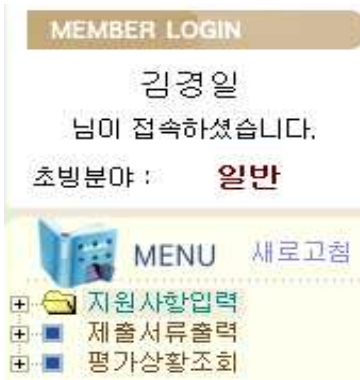 MEMBER LOGIN
김경일
님이 접속하셨습니다.
초빙분야 : 일반
MENU 새로고침
지원사항입력
제출서류출력
평가상황조회